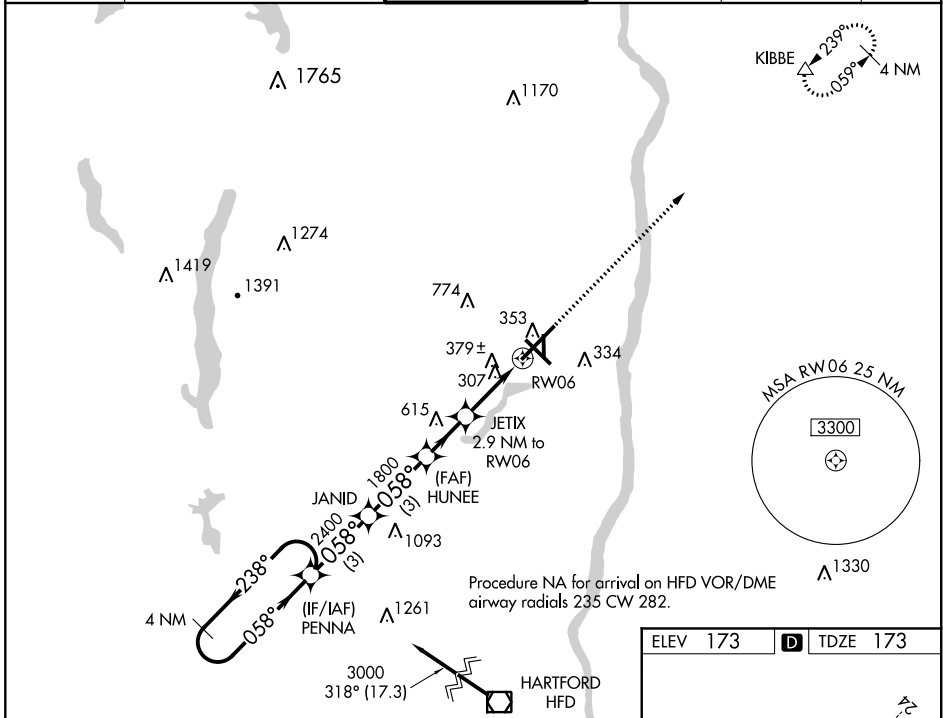 1765
1170
KIBBE
239°
059°
4 NM
1274
1419
1391
774
353
379±
334
307
RW06
615
JETIX
2.9 NM to
RW06
MSA RW06 25 NM
3300
1800
058°
(3)
(FAF)
HUNEE
JANID
2400
058°
(3)
1093
238°
058°
4 NM
(IF/IAF)
PENNA
1261
1330
Procedure NA for arrival on HFD VOR/DME
airway radials 235 CW 282.
3000
318° (17.3)
HARTFORD
HFD
ELEV 173 D TDZE 173
24